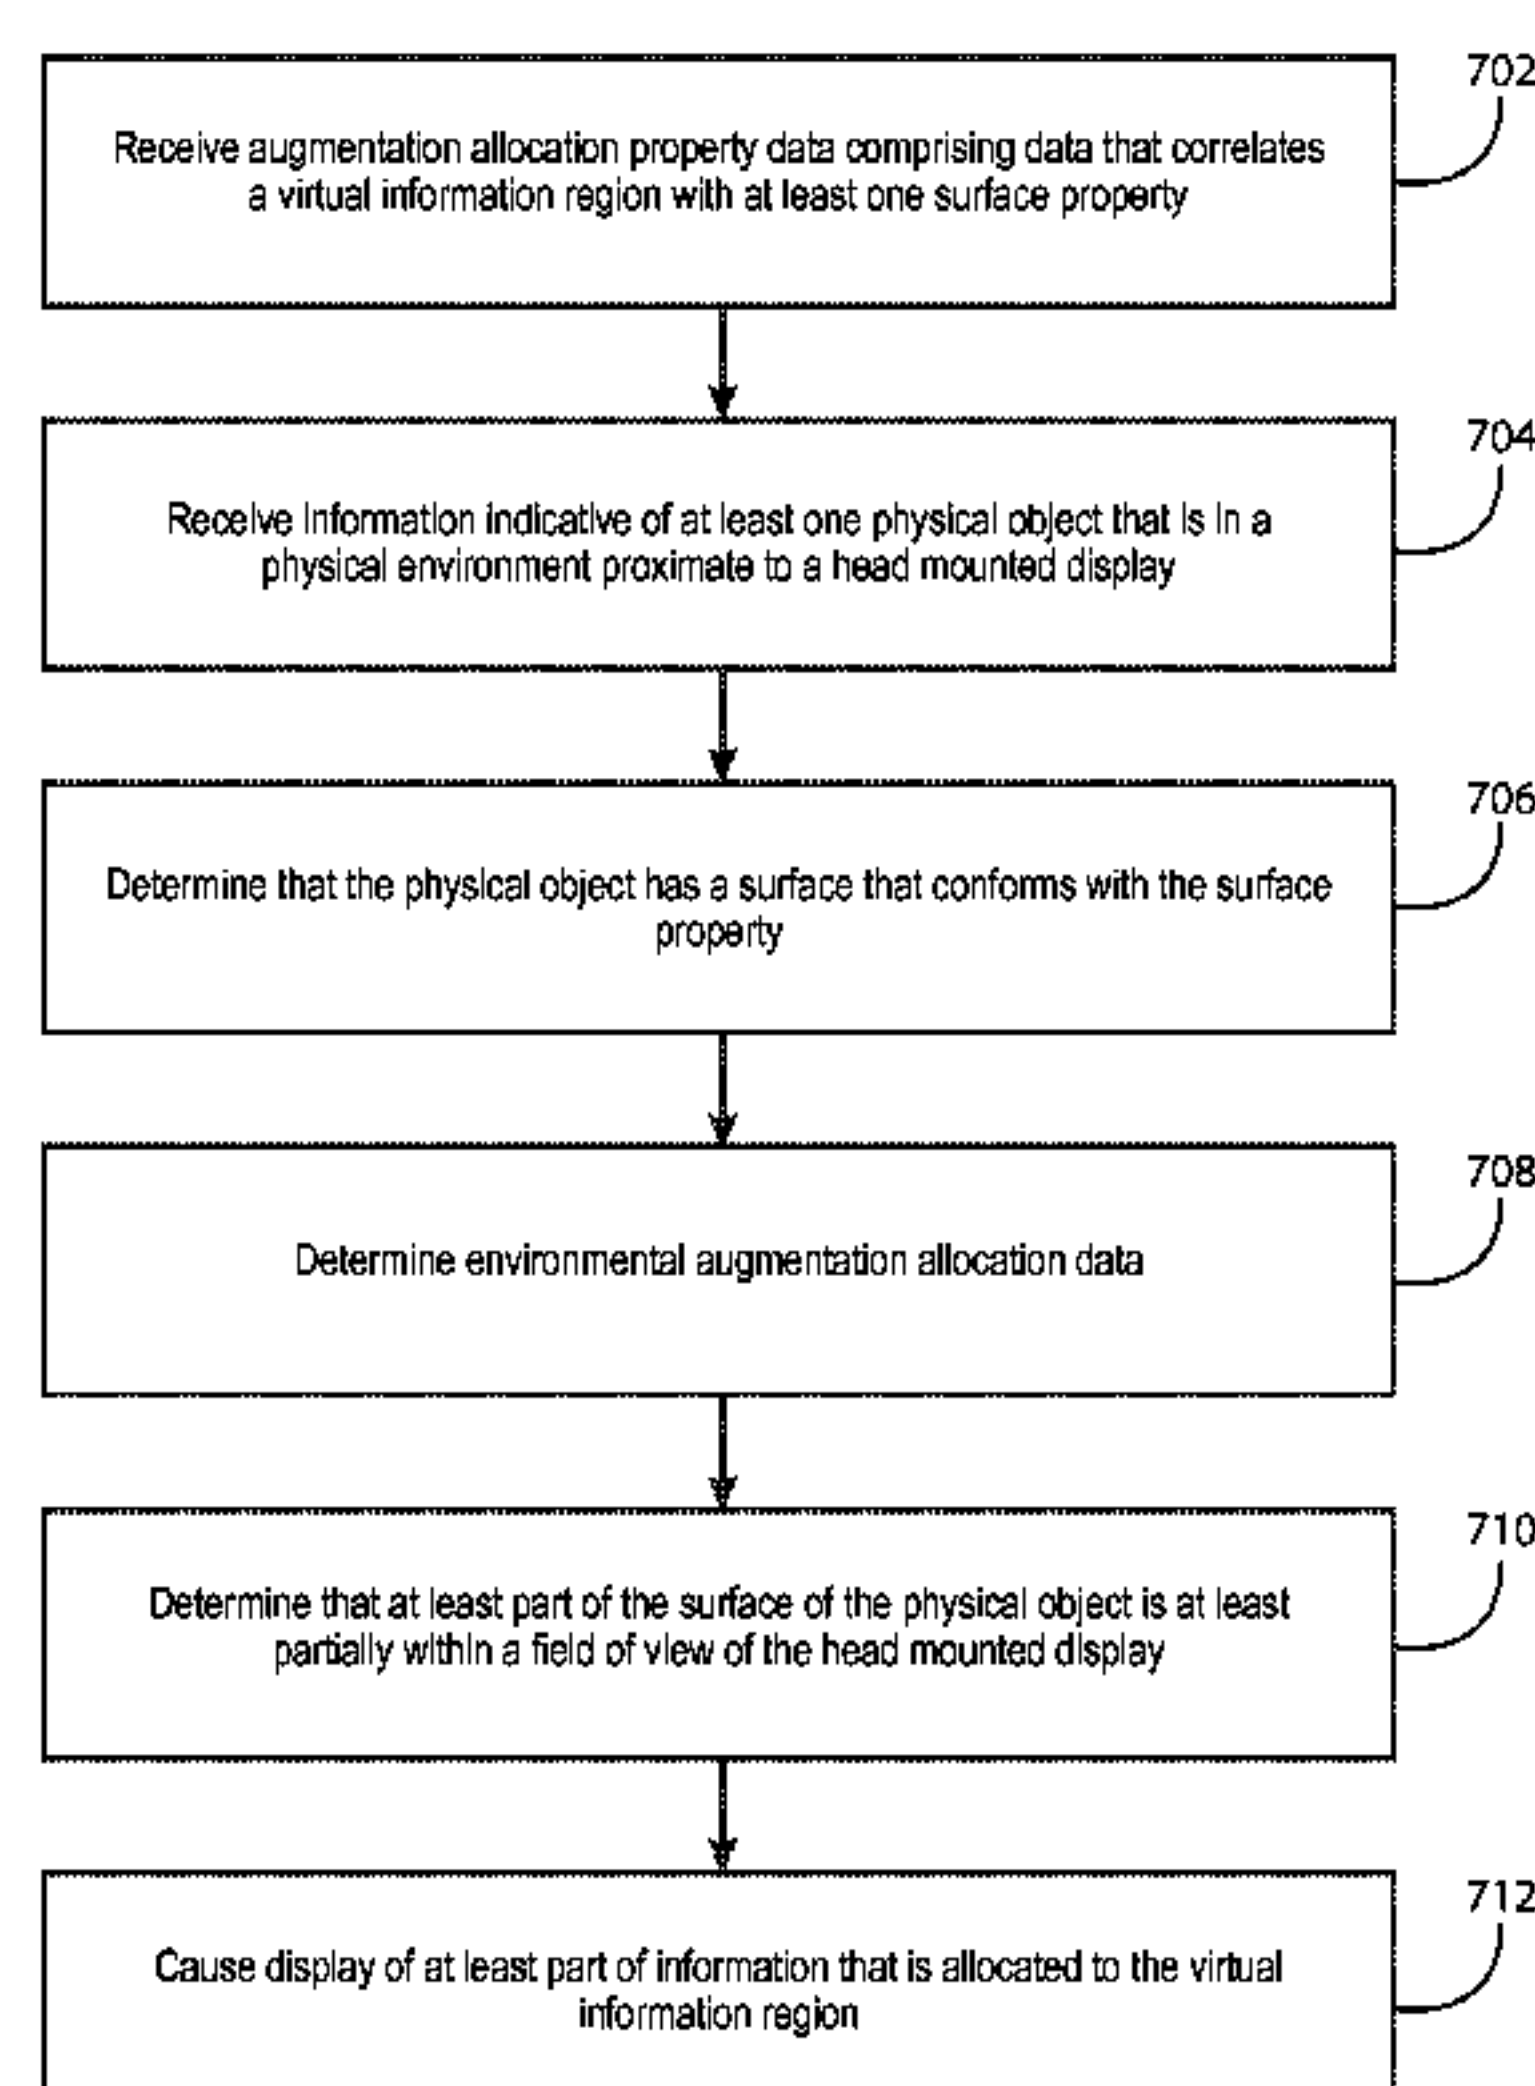 702
Receive augmentation allocation property data comprising data that correlates
a virtual information region with at least one surface property
704
Receive information indicative of at least one physical object that is in a
physical environment proximate to a head mounted display
706
Determine that the physical object has a surface that conforms with the surface
property
708
Determine environmental augmentation allocation data
710
Determine that at least part of the surface of the physical object is at least
partially within a field of view of the head mounted display
712
Cause display of at least part of information that is allocated to the virtual
information region